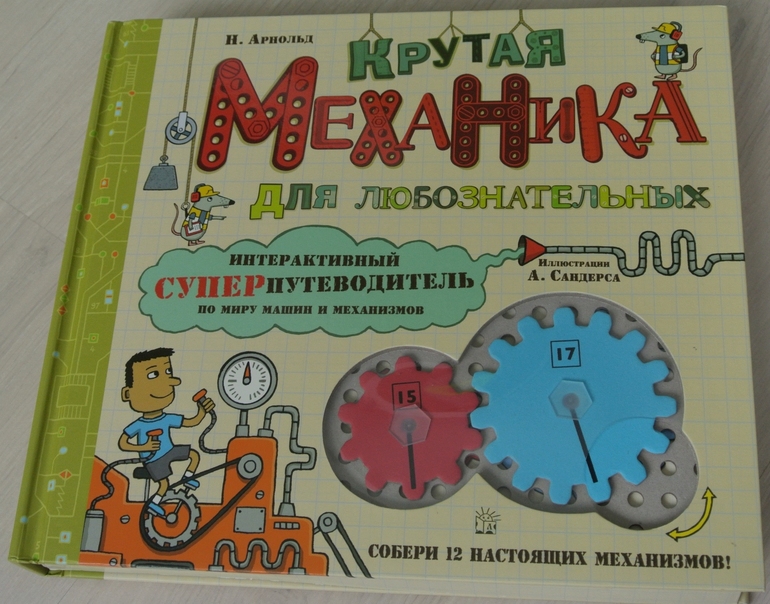 Н. Арнольд
Крутая
Механика
для любознательных
Интерактивный
СУПЕРпутеводитель
по миру машин и механизмов
Иллюстрации
А. Сандерса
15
17
Собери 12 настоящих механизмов!